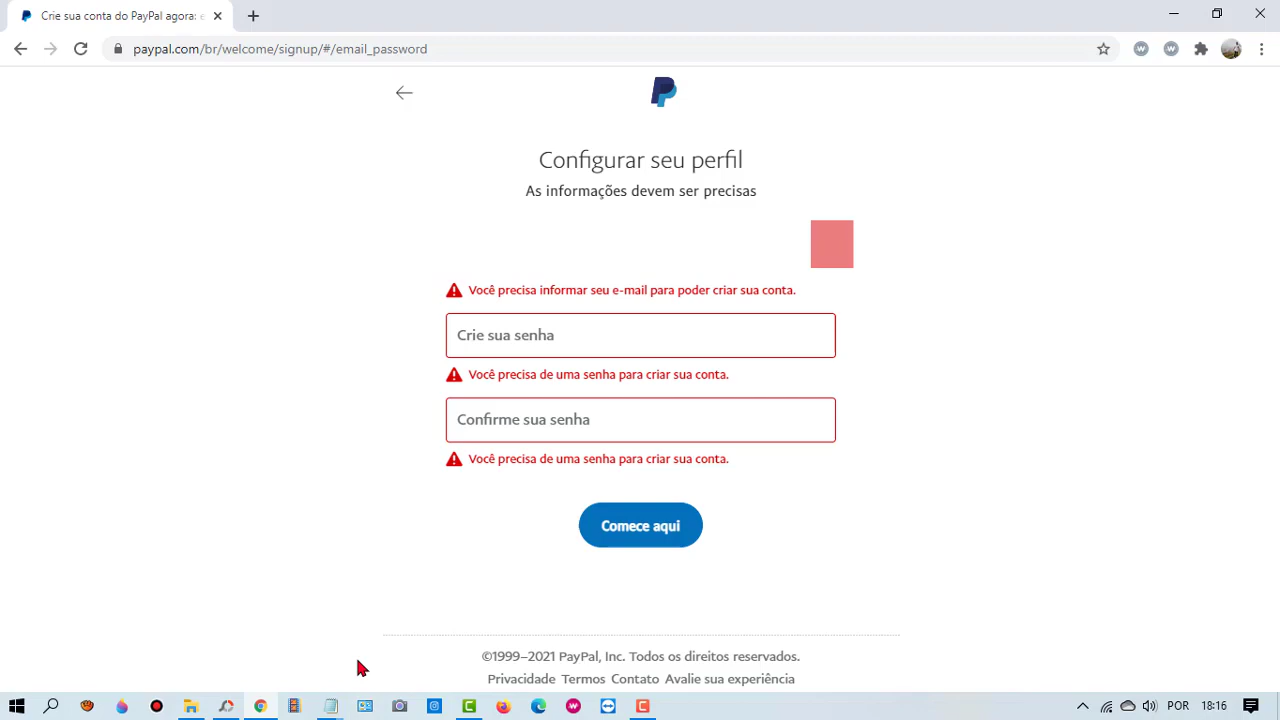 Crie sua conta do PayPal agora: e
paypal.com/br/welcome/signup/#/email_password
Configurar seu perfil
As informações devem ser precisas
Você precisa informar seu e-mail para poder criar sua conta.
Crie sua senha
Você precisa de uma senha para criar sua conta.
Confirme sua senha
Você precisa de uma senha para criar sua conta.
Comece aqui
©1999–2021 PayPal, Inc. Todos os direitos reservados.
Privacidade Termos Contato Avalie sua experiência
POR 18:16